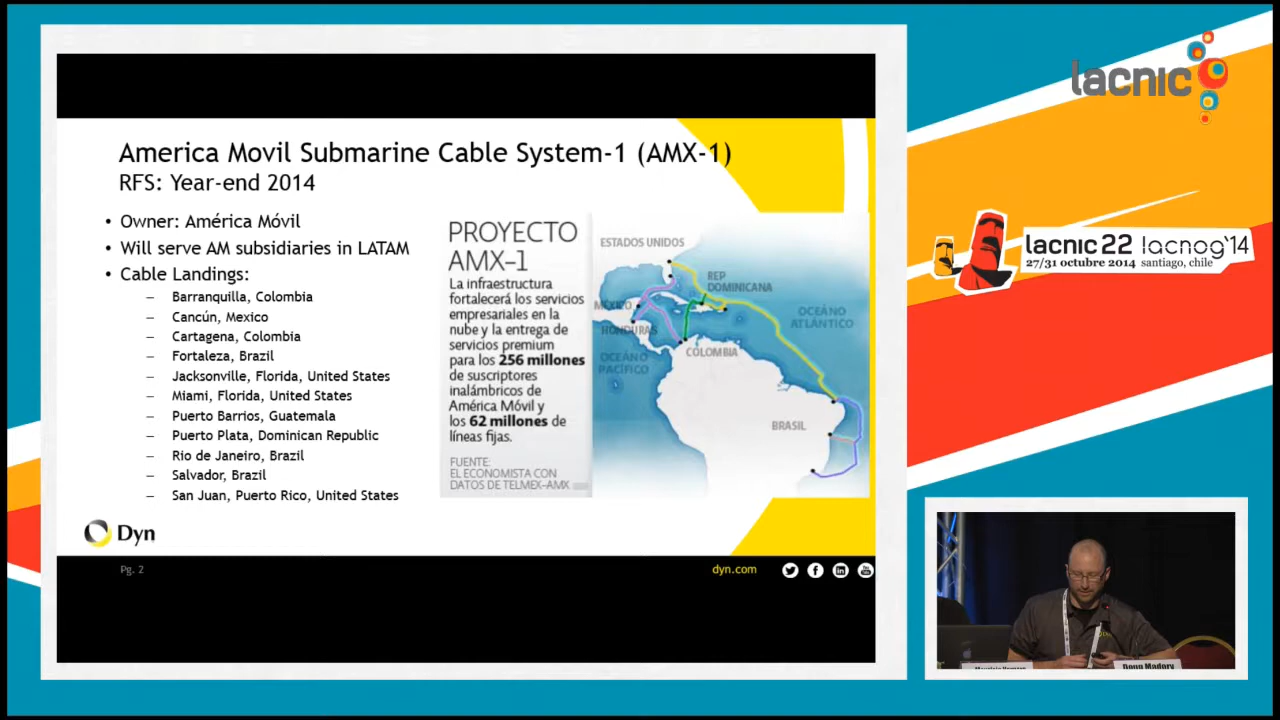 America Movil Submarine Cable System-1 (AMX-1)
RFS: Year-end 2014
• Owner: América Móvil
• Will serve AM subsidiaries in LATAM
• Cable Landings:
– Barranquilla, Colombia
– Cancún, Mexico
– Cartagena, Colombia
– Fortaleza, Brazil
– Jacksonville, Florida, United States
– Miami, Florida, United States
– Puerto Barrios, Guatemala
– Puerto Plata, Dominican Republic
– Rio de Janeiro, Brazil
– Salvador, Brazil
– San Juan, Puerto Rico, United States
PROYECTO
AMX-1
La infraestructura
fortalecerá los servicios
empresariales en la
nube y la entrega de
servicios premium
para los 256 millones
de suscriptores
inalámbricos de
América Móvil y
los 62 millones de
líneas fijas.
FUENTE:
EL ECONOMISTA CON
DATOS DE TELMEX-AMX
ESTADOS UNIDOS
REP
DOMINICANA
MÉXICO
HONDURAS
OCEÁNO
ATLÁNTICO
OCEÁNO
PACÍFICO
COLOMBIA
BRASIL
Dyn
Pg. 2
dyn.com
lacnic
lacnic 22 lacnog'14
27/31 octubre 2014 santiago, chile
Doug Madory